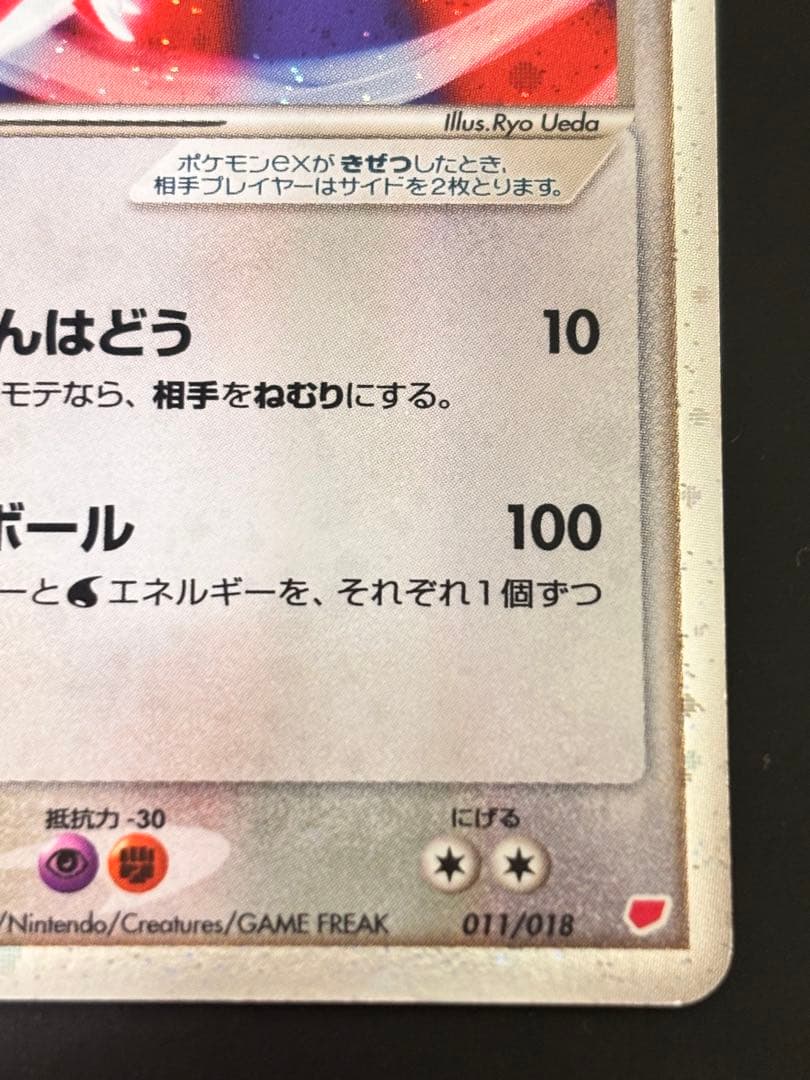 Illus.Ryo Ueda
ポケモンexが きぜつしたとき、
相手プレイヤーはサイドを2枚とります。
んはどう 10
モテなら、相手をねむりにする。
ボール 100
ーと エネルギーを、それぞれ1個ずつ
抵抗力 -30 にげる
/Nintendo/Creatures/GAME FREAK 011/018